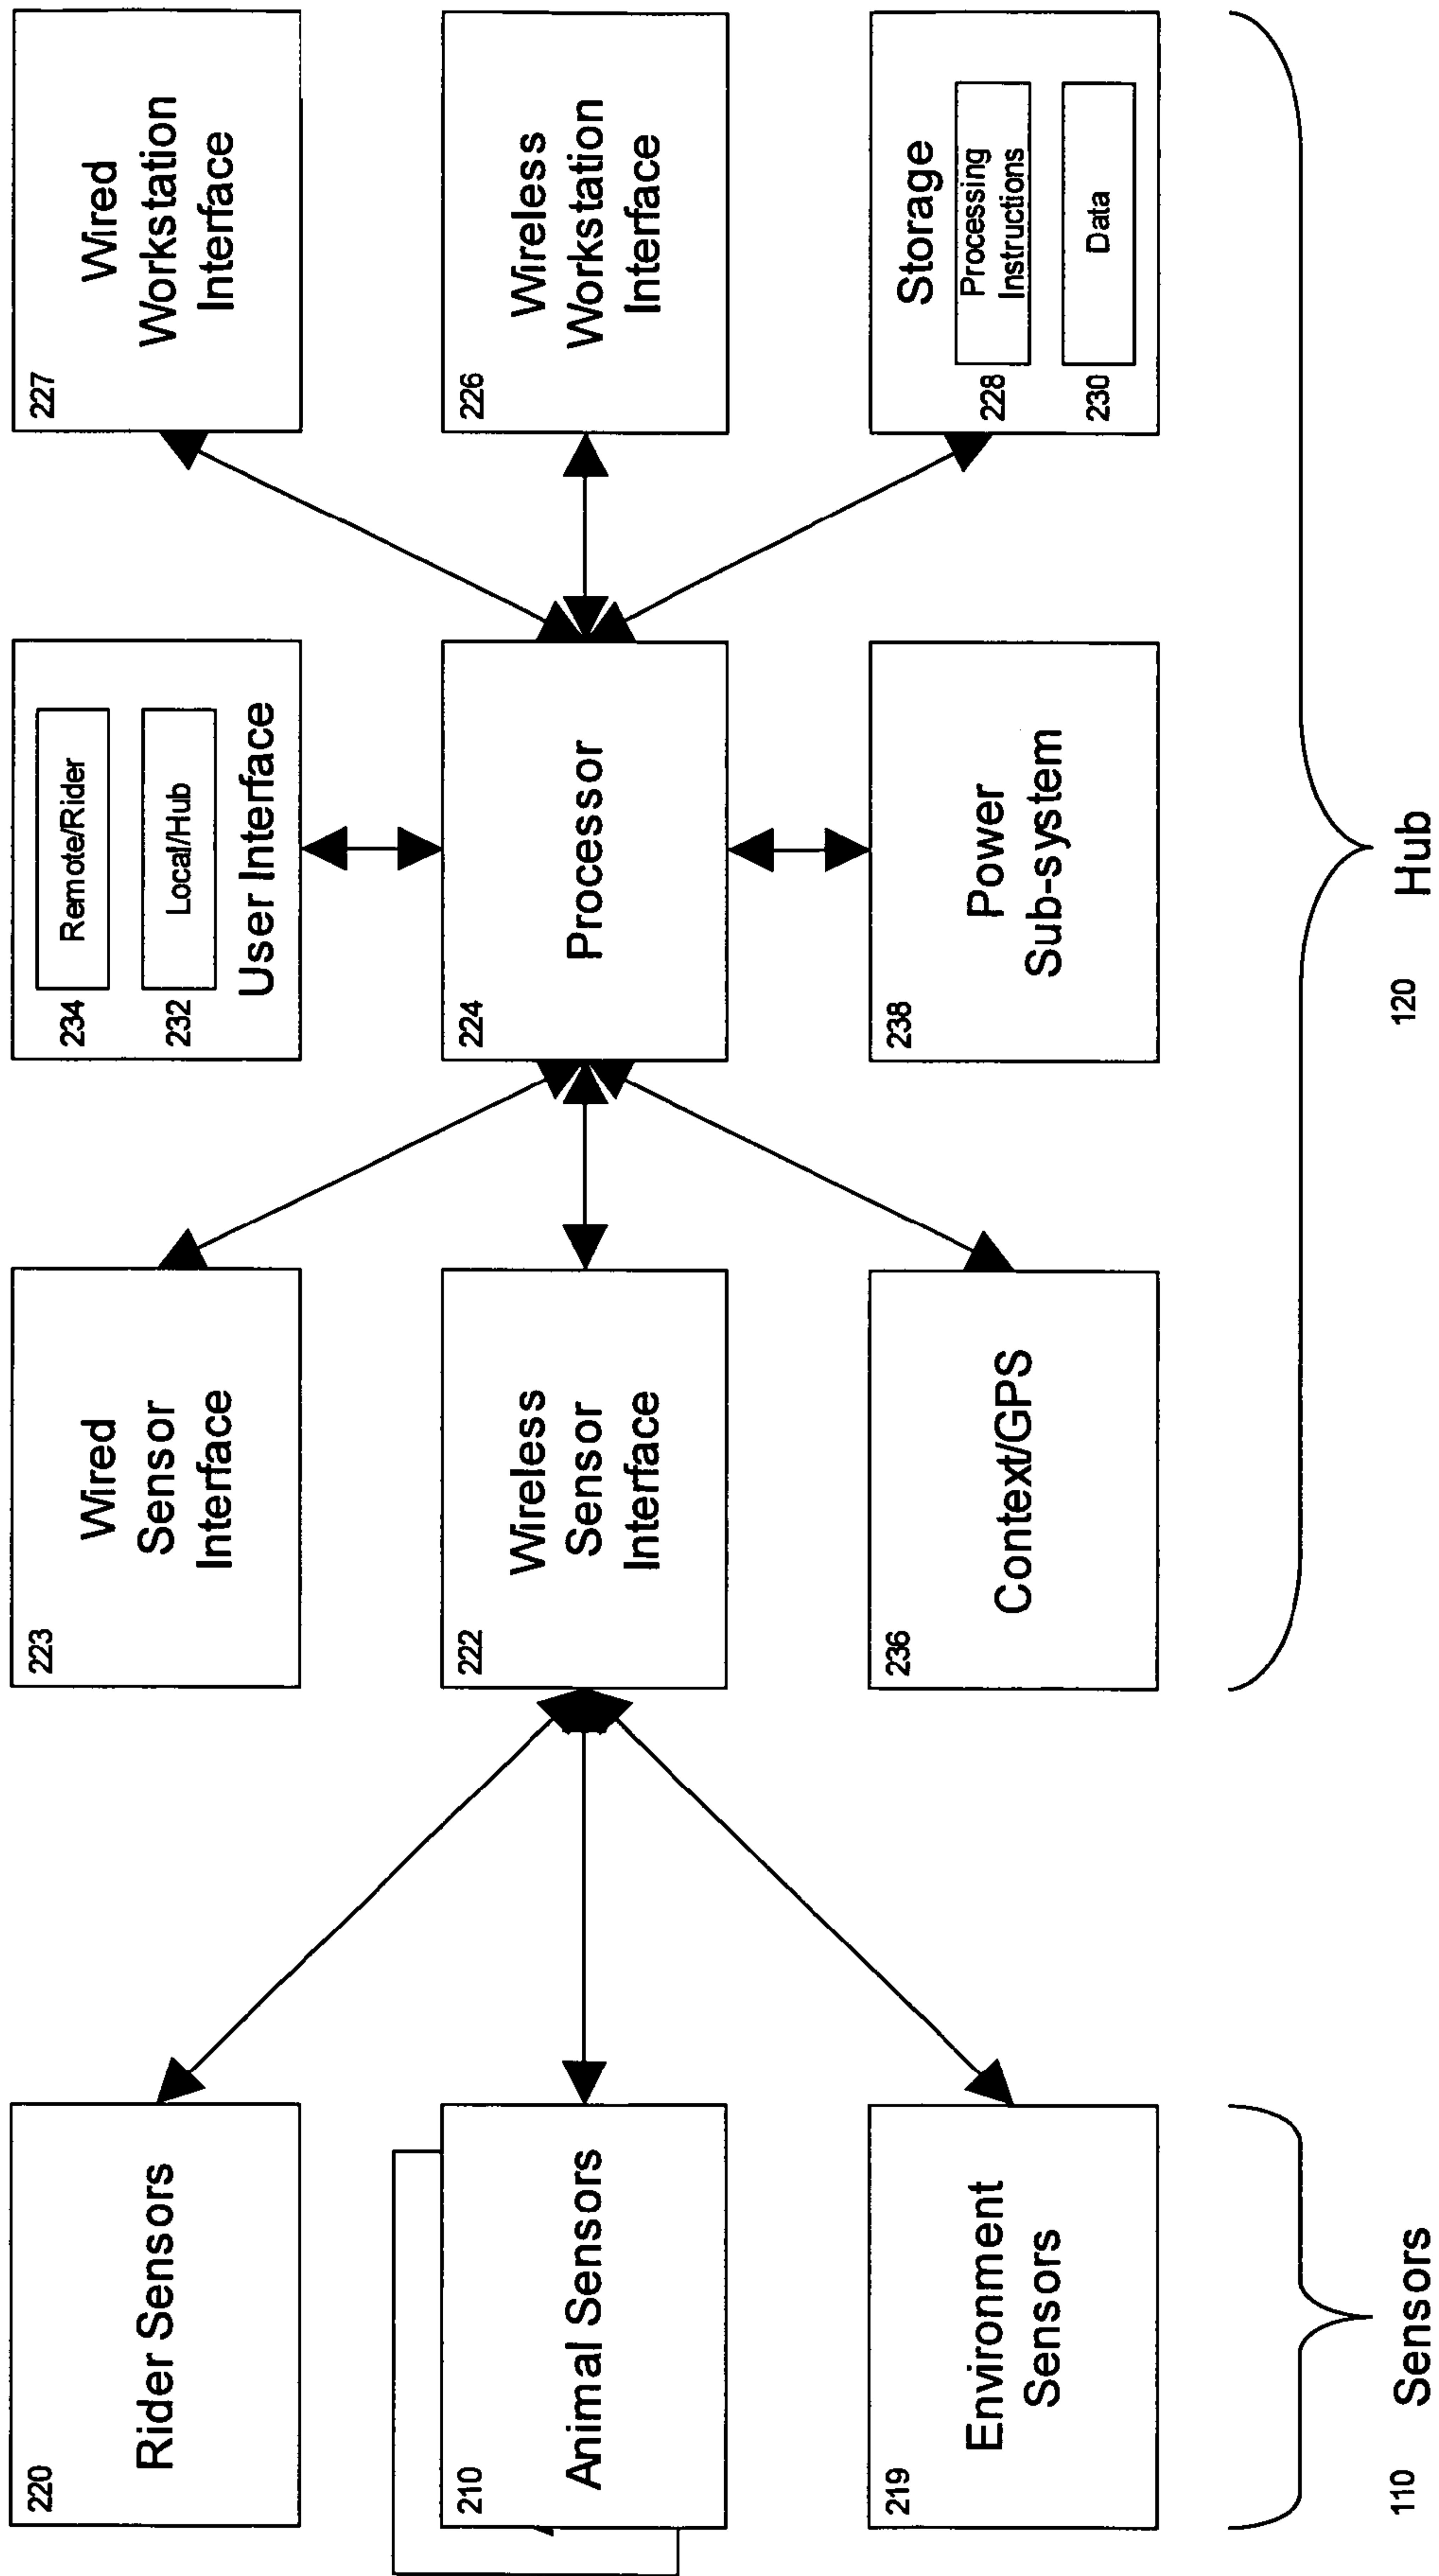 220
Rider Sensors
210
Animal Sensors
219
Environment
Sensors
110 Sensors
223
Wired
Sensor
Interface
222
Wireless
Sensor
Interface
236
Context/GPS
234 Remote/Rider
232 Local/Hub
User Interface
224
Processor
238
Power
Sub-system
227
Wired
Workstation
Interface
226
Wireless
Workstation
Interface
Storage
228
Processing
Instructions
230 Data
120 Hub